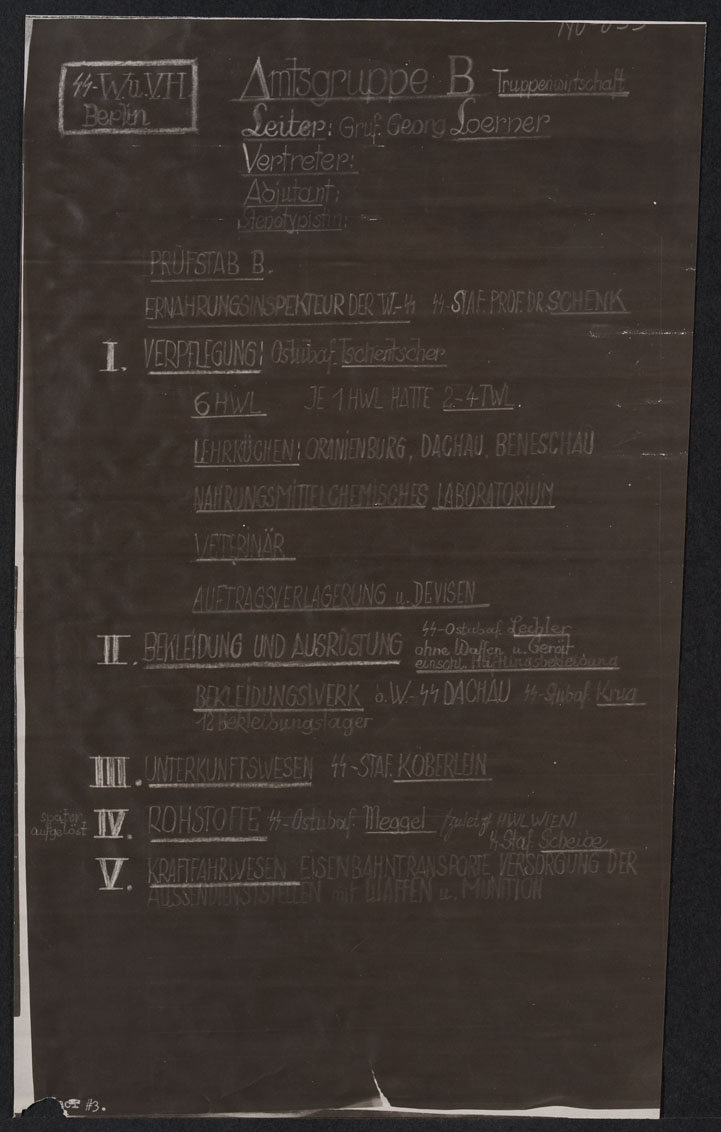 SS-W.u.V.H
Berlin
Amtsgruppe B Truppenwirtschaft
Leiter: Gruf. Georg Loerner
Vertreter:
Adjutant:
Stenotypistin:
PRÜFSTAB B.
ERNÄHRUNGSINSPEKTEUR DER W.-SS SS-STAF. PROF. DR. SCHENK
I. VERPFLEGUNG: Ostubaf. Tschentscher
6 HWL JE 1 HWL HATTE 2-4 TWL.
LEHRKÜCHEN: ORANIENBURG, DACHAU, BENESCHAU
NAHRUNGSMITTELCHEMISCHES LABORATORIUM
VETERINÄR
AUFTRAGSVERLAGERUNG u. DEVISEN
II. BEKLEIDUNG UND AUSRÜSTUNG SS-Ostubaf. Lechler
ohne Waffen u. Gerät
einschl. Häftlingsbekleidung
BEKLEIDUNGSWERK d. W.-SS DACHAU SS-Stubaf. Krug
12 Bekleidungslager
III. UNTERKUNFTSWESEN SS-STAF. KÖBERLEIN
später aufgelöst IV. ROHSTOFFE SS-Ostubaf. Meggel HWL WIEN)
SS-Staf. Scheide
V. KRAFTFAHRWESEN EISENBAHNTRANSPORTE VERSORGUNG DER
AUSSENDIENSTSTELLEN mit WAFFEN u. MUNITION
#3.